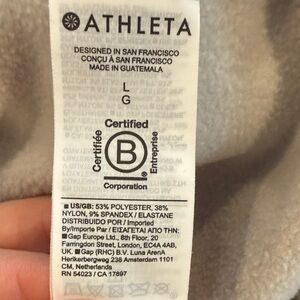 ATHLETA
DESIGNED IN SAN FRANCISCO
CONÇU À SAN FRANCISCO
MADE IN GUATEMALA
L
G
Certified
Certifiée
B
Entreprise
Corporation
US/GB: 53% POLYESTER, 38%
NYLON, 9% SPANDEX / ELASTANE
DISTRIBUIDO POR / Imported
By/Importe Par / ΕΙΣΑΓΕΤΑΙ ΑΠΟ ΤΗΝ:
Gap Europe Ltd., 8th Floor, 20
Farringdon Street, London, EC4A 4AB,
UK. Gap (RHC) B.V. Luna ArenA
Herikerbergweg 238 Amsterdam 1101
CM, Netherlands
RN 54023 / CA 17897